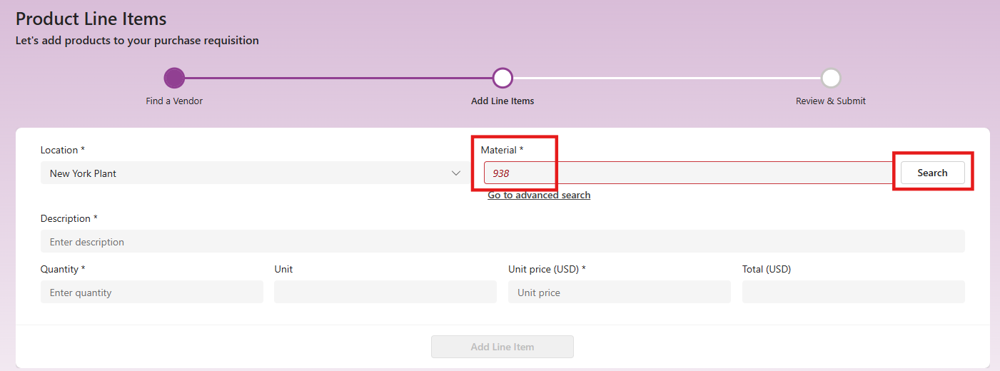 Product Line Items
Let's add products to your purchase requisition
Find a Vendor
Add Line Items
Review & Submit
Location *
Material *
New York Plant
938
Search
Go to advanced search
Description *
Enter description
Quantity *
Unit
Unit price (USD) *
Total (USD)
Enter quantity
Unit price
Add Line Item